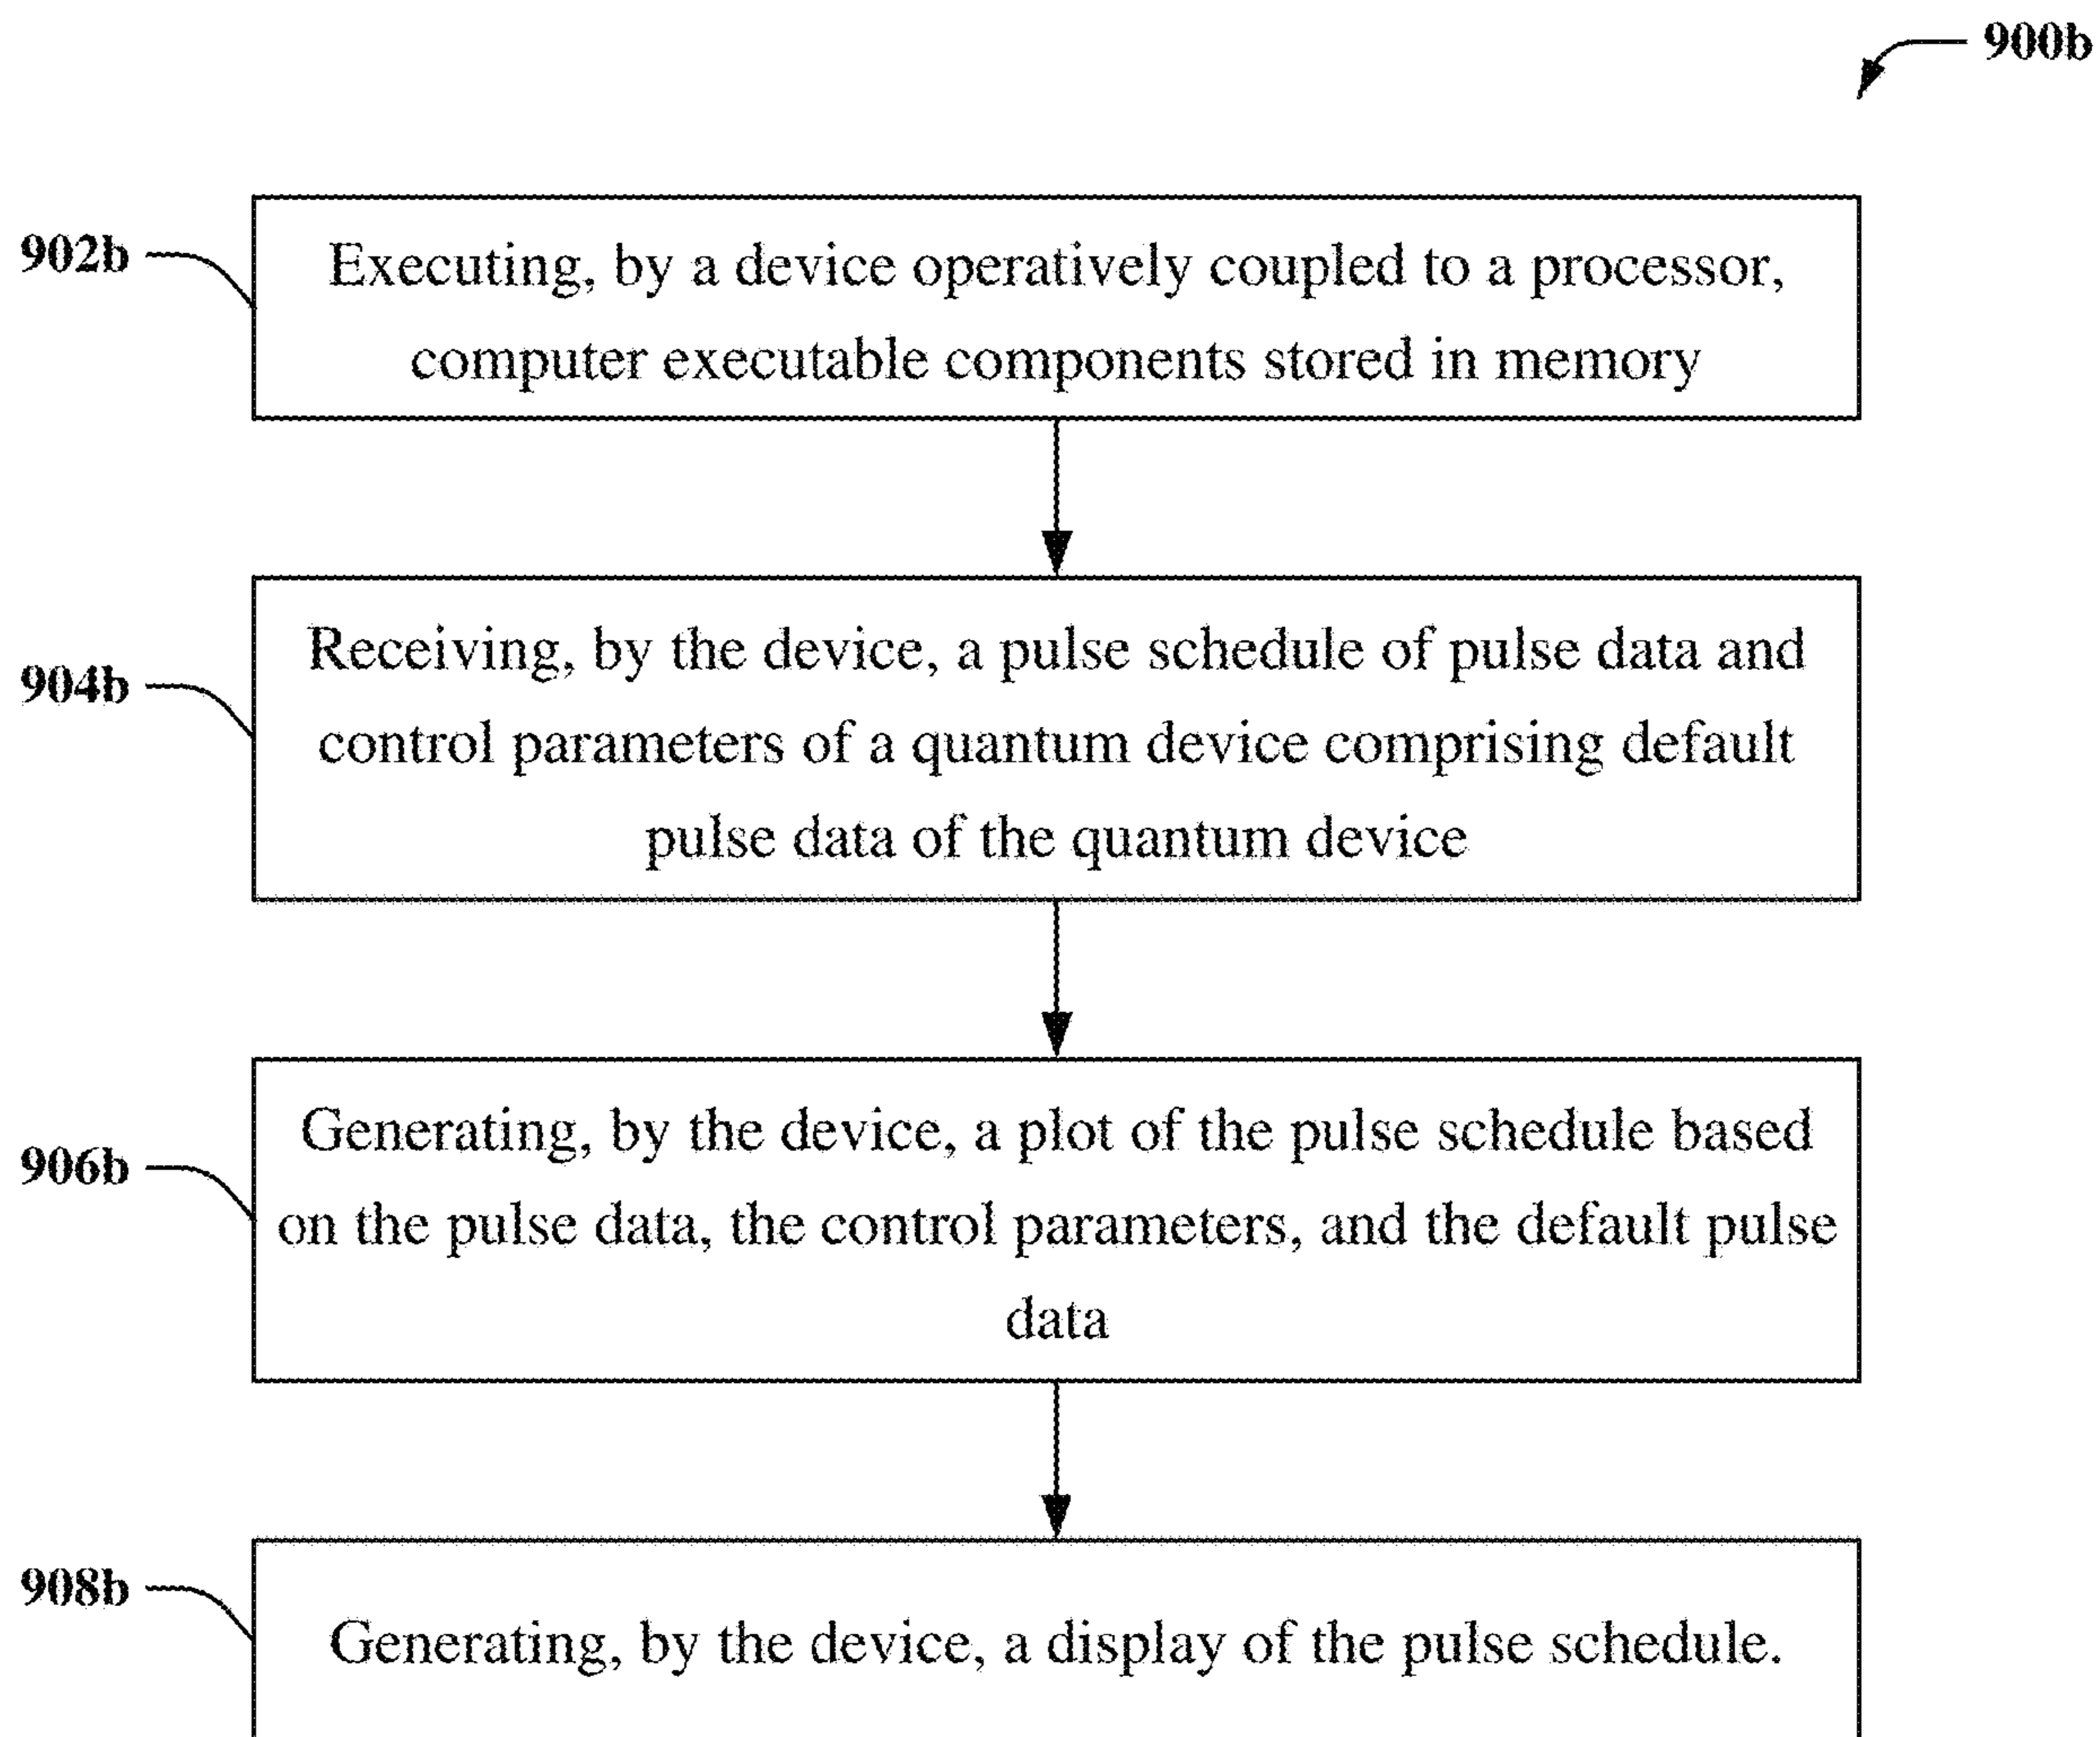 900b
902b
Executing, by a device operatively coupled to a processor,
computer executable components stored in memory
904b
Receiving, by the device, a pulse schedule of pulse data and
control parameters of a quantum device comprising default
pulse data of the quantum device
906b
Generating, by the device, a plot of the pulse schedule based
on the pulse data, the control parameters, and the default pulse
data
908b
Generating, by the device, a display of the pulse schedule.